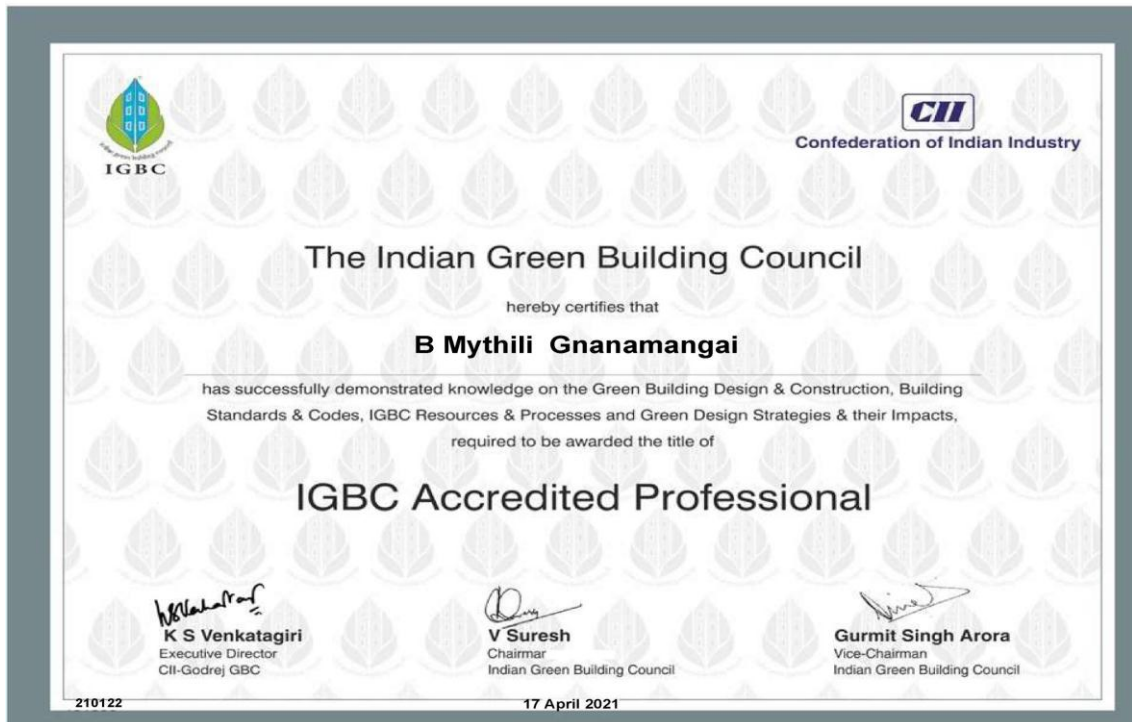 IGBC
CII
Confederation of Indian Industry
The Indian Green Building Council
hereby certifies that
B Mythili Gnanamangai
has successfully demonstrated knowledge on the Green Building Design & Construction, Building
Standards & Codes, IGBC Resources & Processes and Green Design Strategies & their Impacts,
required to be awarded the title of
IGBC Accredited Professional
K S Venkatagiri
Executive Director
CII-Godrej GBC
V Suresh
Chairmar
Indian Green Building Council
Gurmit Singh Arora
Vice-Chairman
Indian Green Building Council
210122
17 April 2021